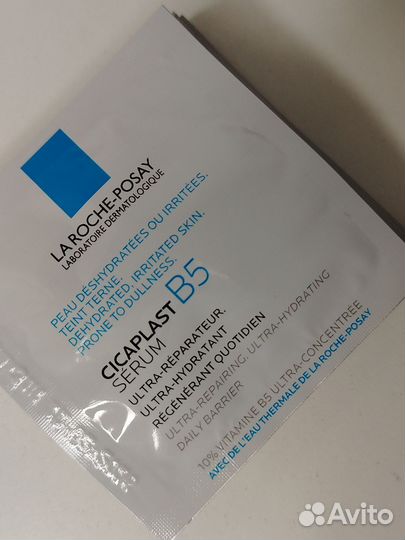 LA ROCHE-POSAY
LABORATOIRE DERMATOLOGIQUE
PEAU DÉSHYDRATÉES OU IRRITÉES.
TEINT TERNE.
DEHYDRATED, IRRITATED SKIN.
PRONE TO DULLNESS.
CICAPLAST B5
SÉRUM
ULTRA-RÉPARATEUR.
ULTRA-HYDRATANT
RÉGÉNÉRANT QUOTIDIEN
ULTRA-REPAIRING, ULTRA-HYDRATING
DAILY BARRIER
10% VITAMINE B5 ULTRA-CONCENTRÉE
AVEC DE L'EAU THERMALE DE LA ROCHE-POSAY
Avito